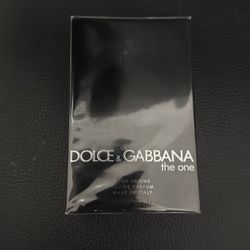 DOLCE & GABBANA
the one
POUR HOMME
EAU DE PARFUM
MADE IN ITALY